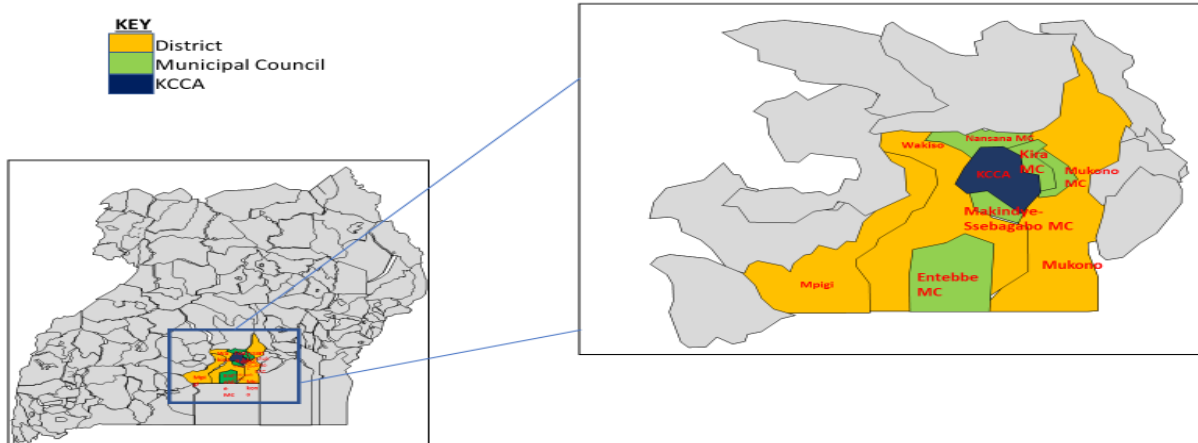 KEY
District
Municipal Council
KCCA
Wakiso
Nansana MC
Kira
MC
KCCA
Mukono
MC
Makindye-
Ssebagabo MC
Mukono
Entebbe
MC
Mpigi
MC